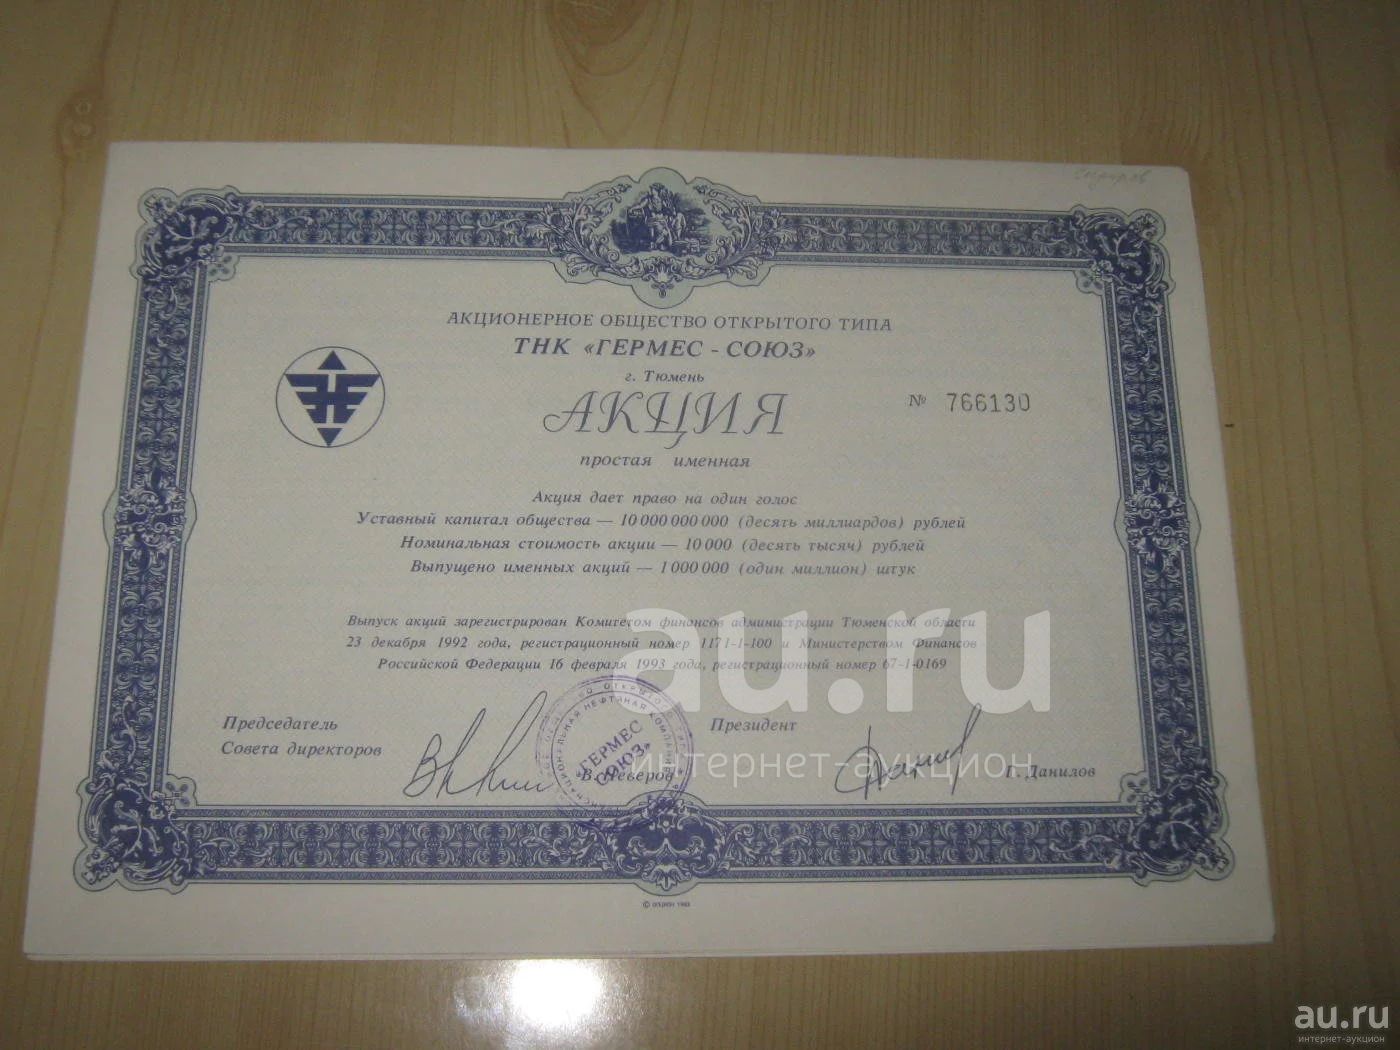 АКЦИОНЕРНОЕ ОБЩЕСТВО ОТКРЫТОГО ТИПА
ТНК «ГЕРМЕС - СОЮЗ»
г. Тюмень
АКЦИЯ
№ 766130
простая именная
Акция дает право на один голос
Уставный капитал общества — 10 000 000 000 (десять миллиардов) рублей
Номинальная стоимость акции — 10 000 (десять тысяч) рублей
Выпущено именных акций — 1 000 000 (один миллион) штук
Выпуск акций зарегистрирован Комитетом финансов администрации Тюменской области
23 декабря 1992 года, регистрационный номер 1171-1-100 и Министерством Финансов
Российской Федерации 16 февраля 1993 года, регистрационный номер 67-1-0169
au.ru
интернет-аукцион
Председатель
Совета директоров
В. Неверов
Президент
Г. Данилов
«ГЕРМЕС
СОЮЗ»
НЕФТЯНАЯ КОМПАНИЯ
© ОПЦИОН 1993
au.ru
интернет-аукцион